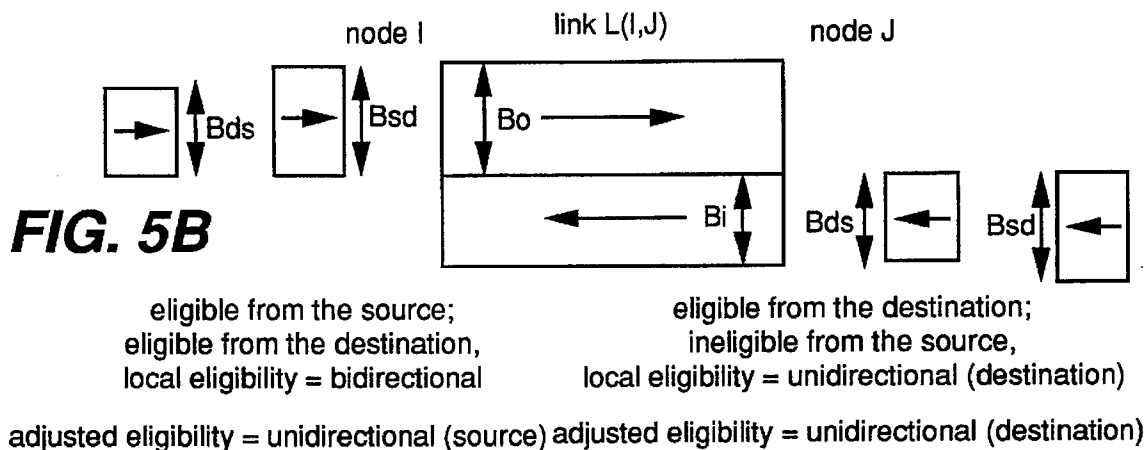 node I
link L(I,J)
node J
Bds
Bsd
Bo
Bi
Bds
Bsd
FIG. 5B
eligible from the source;
eligible from the destination,
local eligibility = bidirectional
eligible from the destination;
ineligible from the source,
local eligibility = unidirectional (destination)
adjusted eligibility = unidirectional (source)
adjusted eligibility = unidirectional (destination)